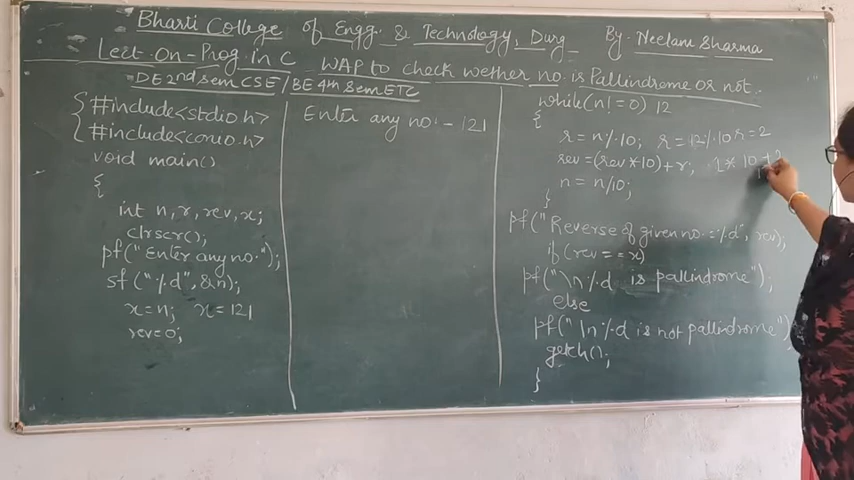 Bharti College of Engg. & Technology, Durg By- Neelam Sharma
Lect-On-Prog. in C WAP to check wether no. is Pallindrome or not.
DE 2nd Sem CSE / BE 4th Sem ETC
#include<stdio.h>
#include<conio.h>
void main()
{
int n, r, rev, x;
clrscr();
pf("Enter any no.");
sf("%d", &n);
x=n; x=121
rev=0;
Enter any no:- 121
while(n!=0) 12
{
r=n%10; r=12%10 r=2
rev=(rev*10)+r; 1*10+2
n=n/10;
}
pf("Reverse of given no.=%d", rev);
if(rev==x)
pf("\n%d is pallindrome");
else
pf("\n%d is not pallindrome")
getch();
}